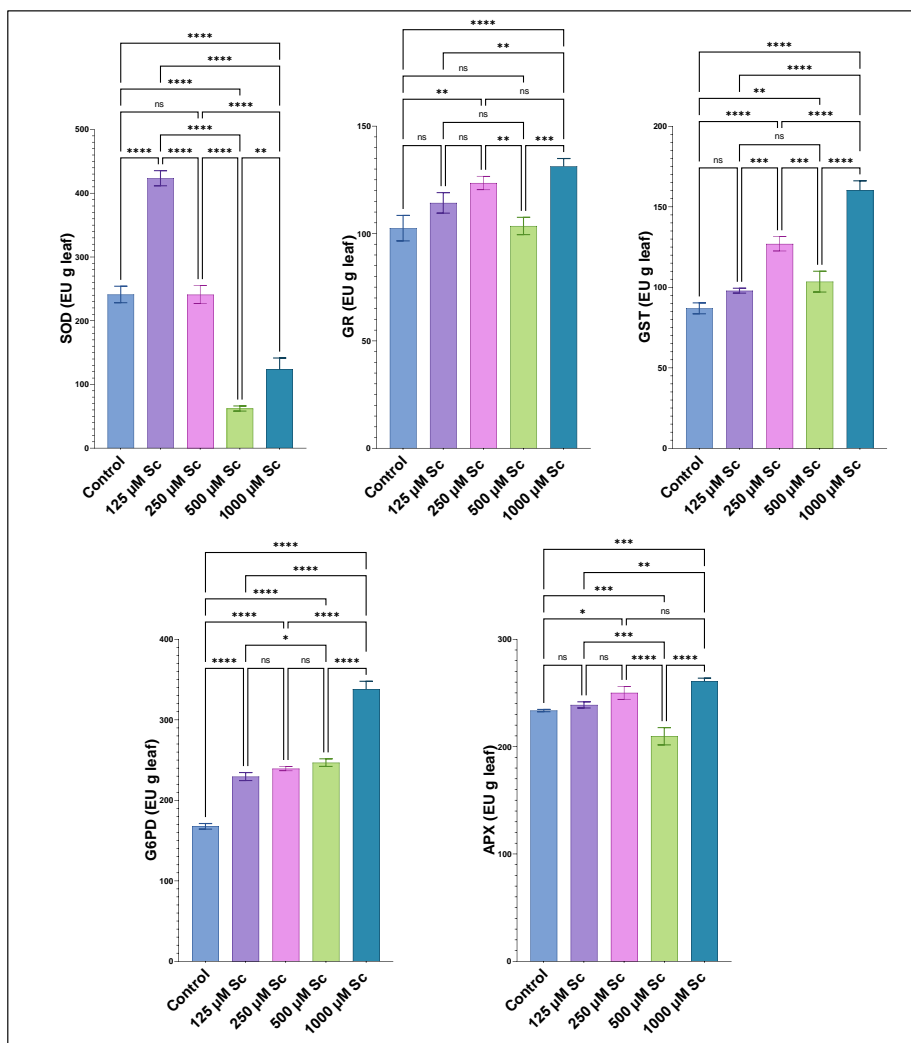 ****
****
****
ns ****
****
**** **** **** **
500
400
300
200
100
0
SOD (EU g leaf)
Control
125 µM Sc
250 µM Sc
500 µM Sc
1000 µM Sc
****
**
ns
** ns
ns
ns ns ** ***
150
100
50
0
GR (EU g leaf)
Control
125 µM Sc
250 µM Sc
500 µM Sc
1000 µM Sc
****
****
**
**** ****
ns
ns *** *** ****
200
150
100
50
0
GST (EU g leaf)
Control
125 µM Sc
250 µM Sc
500 µM Sc
1000 µM Sc
****
****
****
**** ****
*
**** ns ns ****
400
300
200
100
0
G6PD (EU g leaf)
Control
125 µM Sc
250 µM Sc
500 µM Sc
1000 µM Sc
***
**
***
* ns
***
ns ns **** ****
300
200
100
0
APX (EU g leaf)
Control
125 µM Sc
250 µM Sc
500 µM Sc
1000 µM Sc